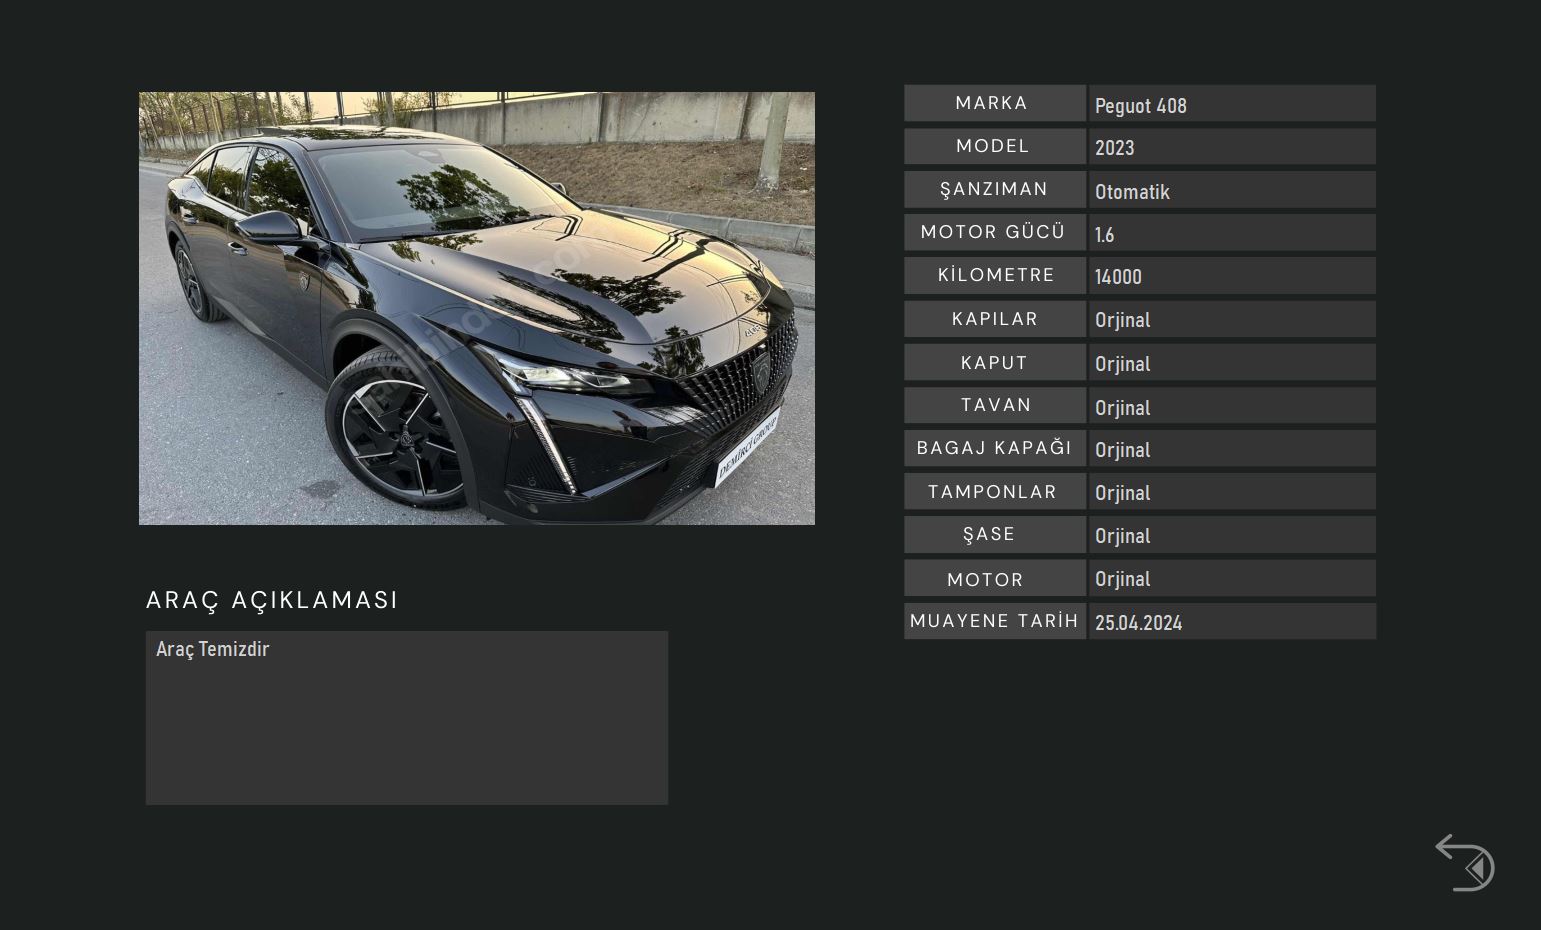 MARKA
Peguot 408
MODEL
2023
ŞANZIMAN
Otomatik
MOTOR GÜCÜ
1.6
KİLOMETRE
14000
KAPILAR
Orjinal
KAPUT
Orjinal
TAVAN
Orjinal
BAGAJ KAPAĞI
Orjinal
TAMPONLAR
Orjinal
ŞASE
Orjinal
MOTOR
Orjinal
MUAYENE TARİH
25.04.2024
408
DEMİRCİ GROUP
ARAÇ AÇIKLAMASI
Araç Temizdir